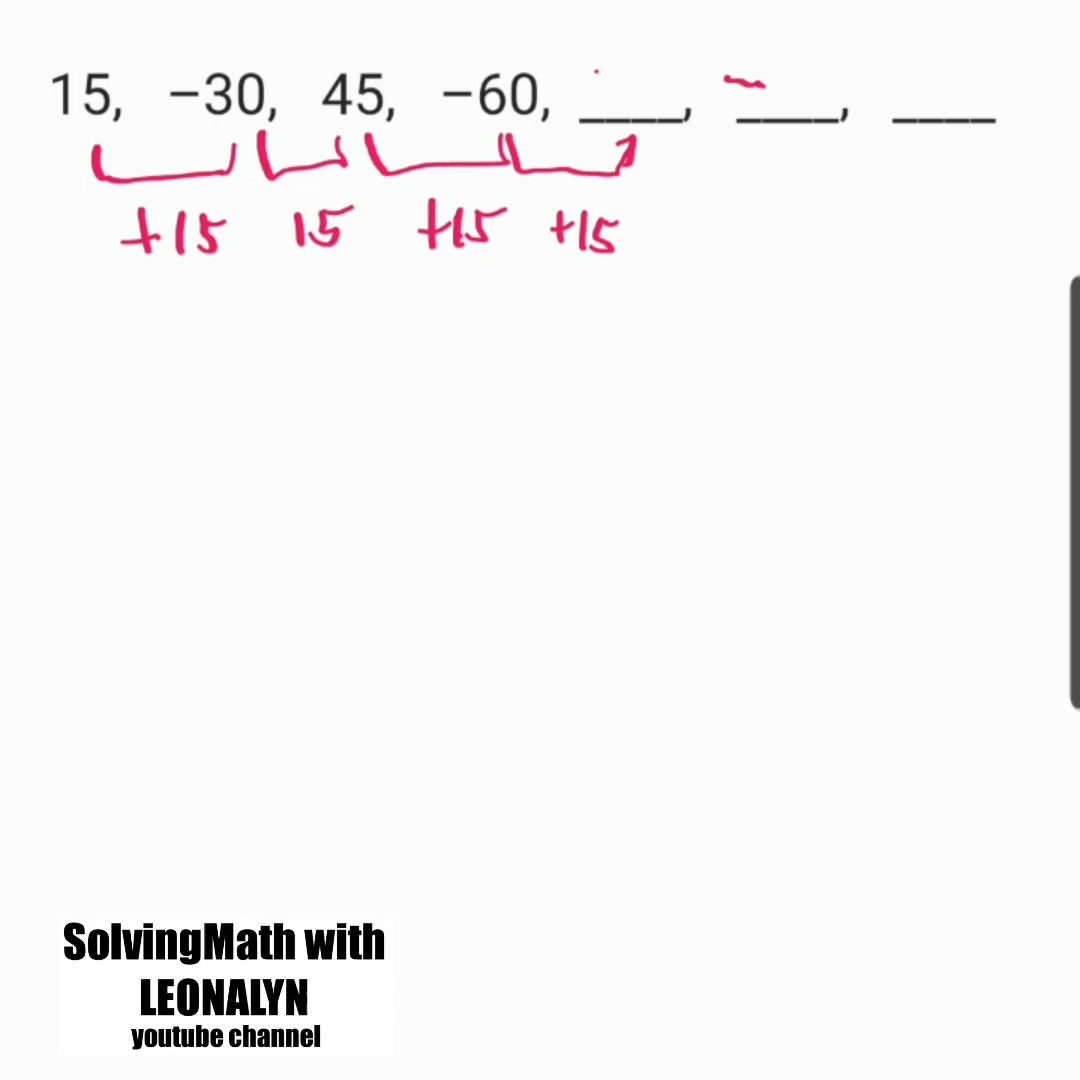 15, −30, 45, −60, ____, ____, ____
+15 15 +15 +15
SolvingMath with
LEONALYN
youtube channel